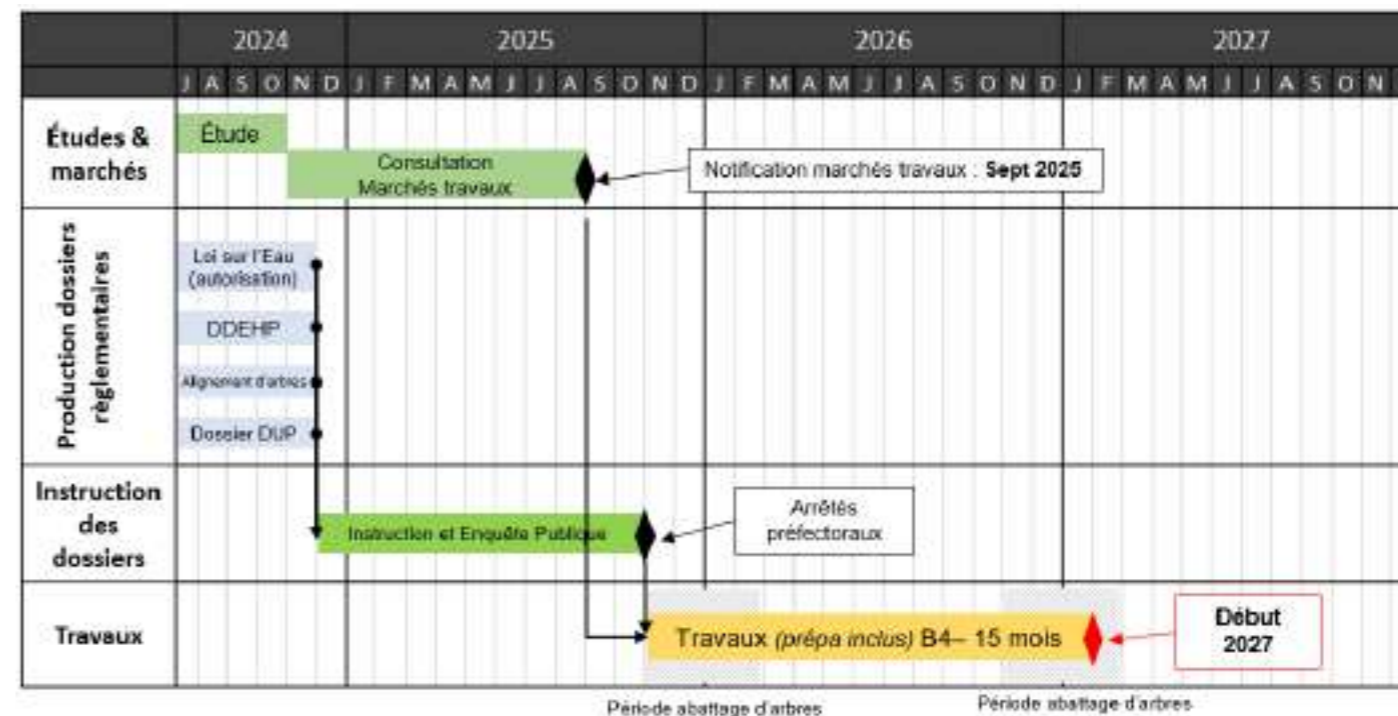 2024 2025 2026 2027
J A S O N D J F M A M J J A S O N D J F M A M J J A S O N D J F M A M J J A S O N
Études &
marchés
Étude
Consultation
Marchés travaux
Notification marchés travaux : Sept 2025
Production dossiers
règlementaires
Loi sur l'Eau
(autorisation)
DDEHP
Alignement d'arbres
Dossier DUP
Instruction
des
dossiers
Instruction et Enquête Publique
Arrêtés
préfectoraux
Travaux
Travaux (prépa inclus) B4– 15 mois
Début
2027
Période abattage d'arbres
Période abattage d'arbres